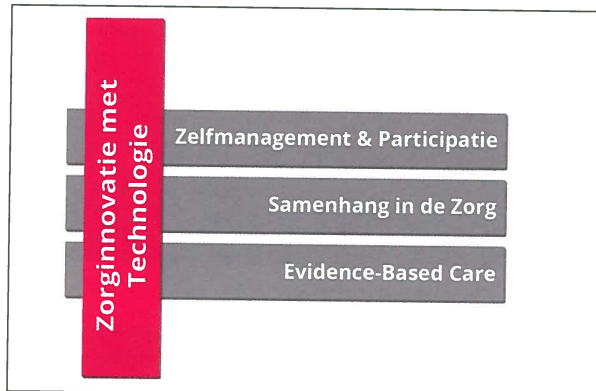 Zorginnovatie met
Technologie
Zelfmanagement & Participatie
Samenhang in de Zorg
Evidence-Based Care